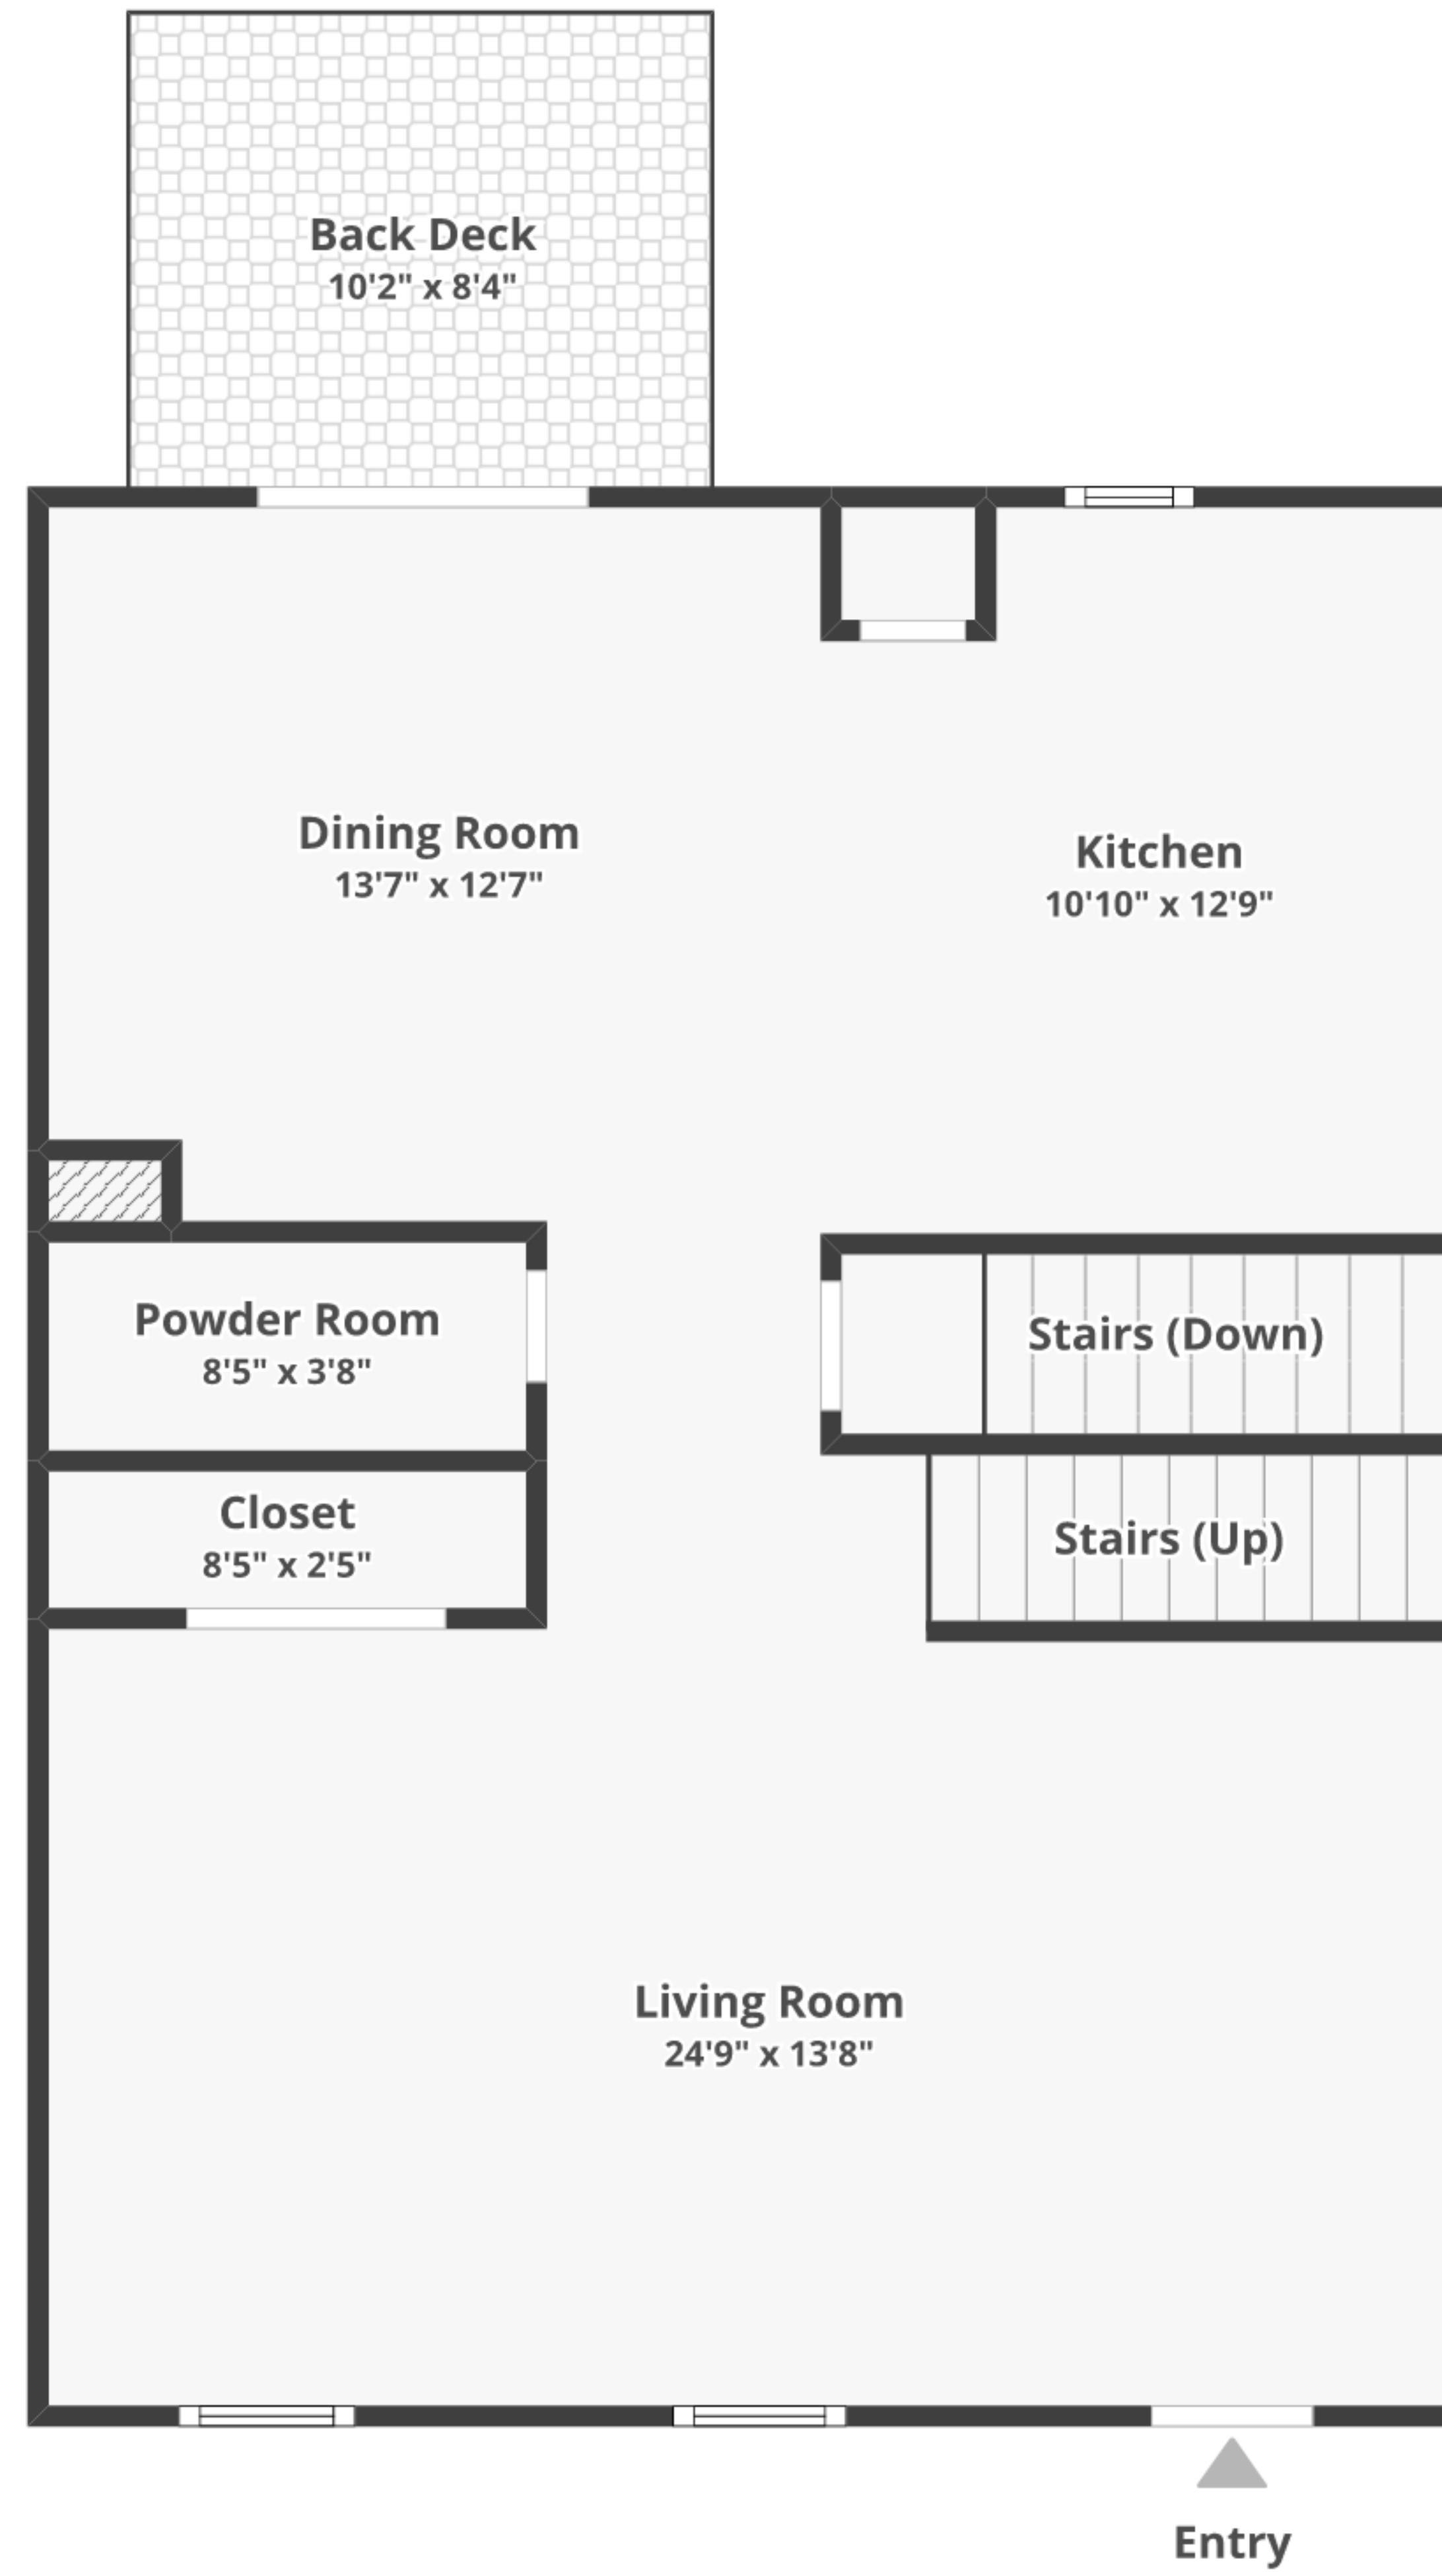 Back Deck
10'2" x 8'4"
Dining Room
13'7" x 12'7"
Kitchen
10'10" x 12'9"
Powder Room
8'5" x 3'8"
Stairs (Down)
Closet
8'5" x 2'5"
Stairs (Up)
Living Room
24'9" x 13'8"
Entry